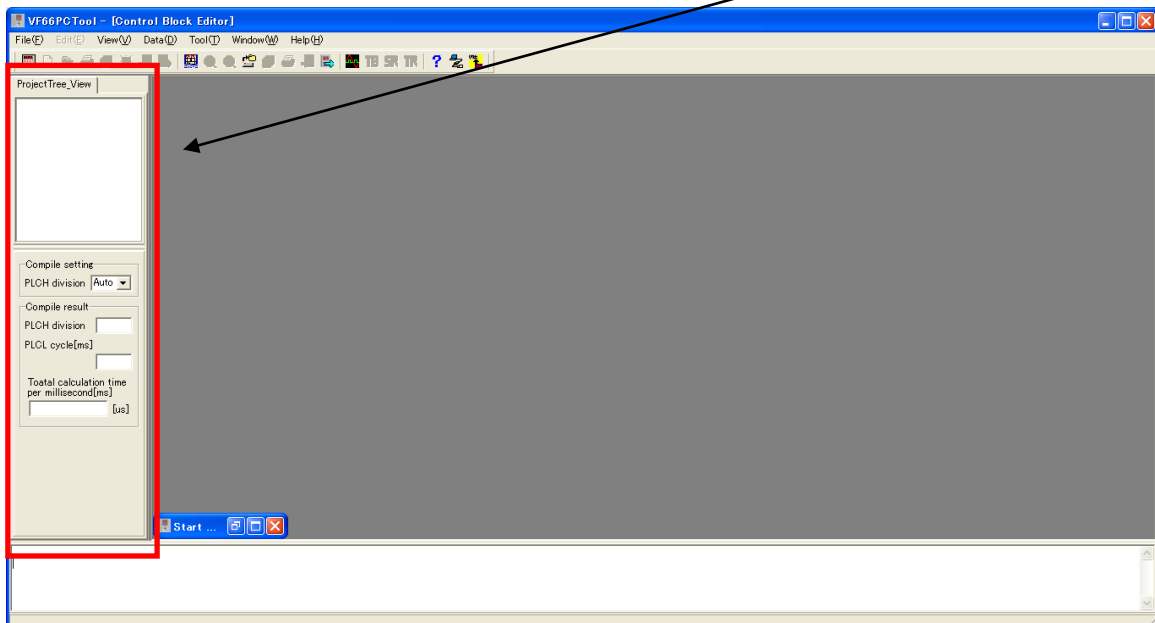 VF66PCTool - [Control Block Editor]
File(F) Edit(E) View(V) Data(D) Tool(T) Window(W) Help(H)
TB SR TR ?
ProjectTree_View
Compile setting
PLCH division Auto
Compile result
PLCH division
PLCL cycle[ms]
Toatal calculation time
per millisecond[ms]
[us]
Start ...